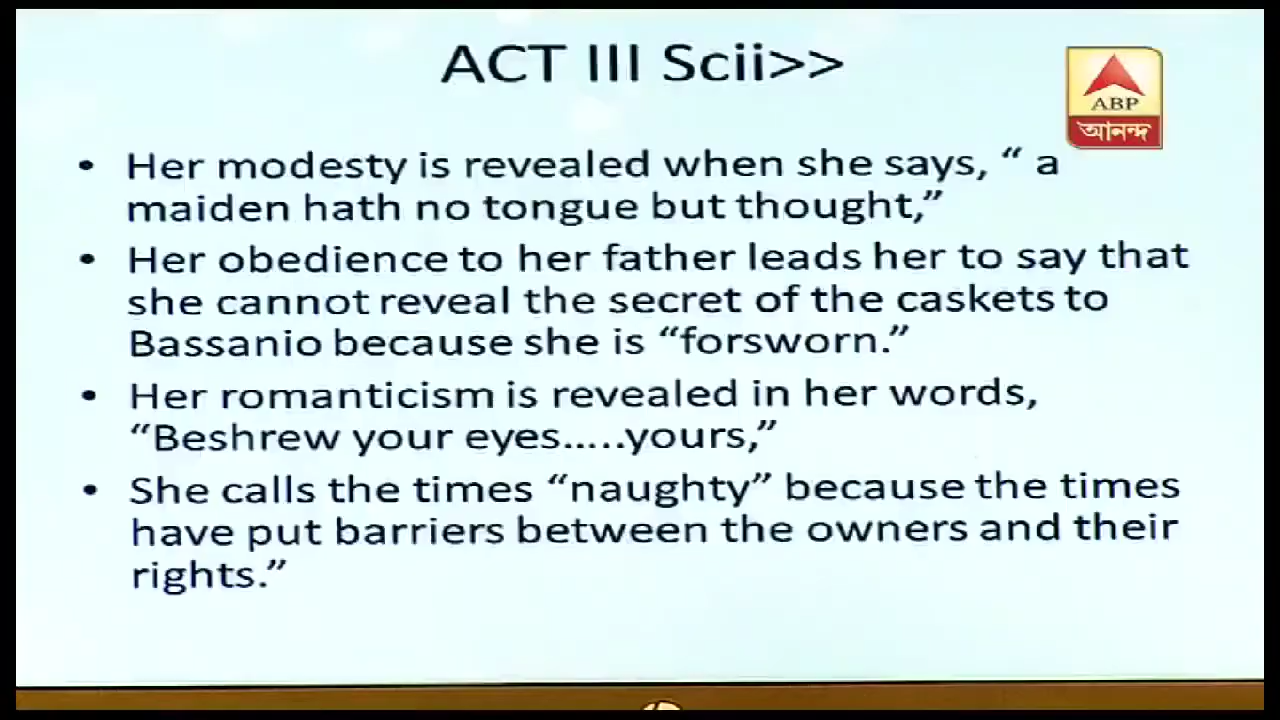 ACT III Scii>>
ABP
আনন্দ
• Her modesty is revealed when she says, “ a
maiden hath no tongue but thought,”
• Her obedience to her father leads her to say that
she cannot reveal the secret of the caskets to
Bassanio because she is “forsworn.”
• Her romanticism is revealed in her words,
“Beshrew your eyes.....yours,”
• She calls the times “naughty” because the times
have put barriers between the owners and their
rights.”